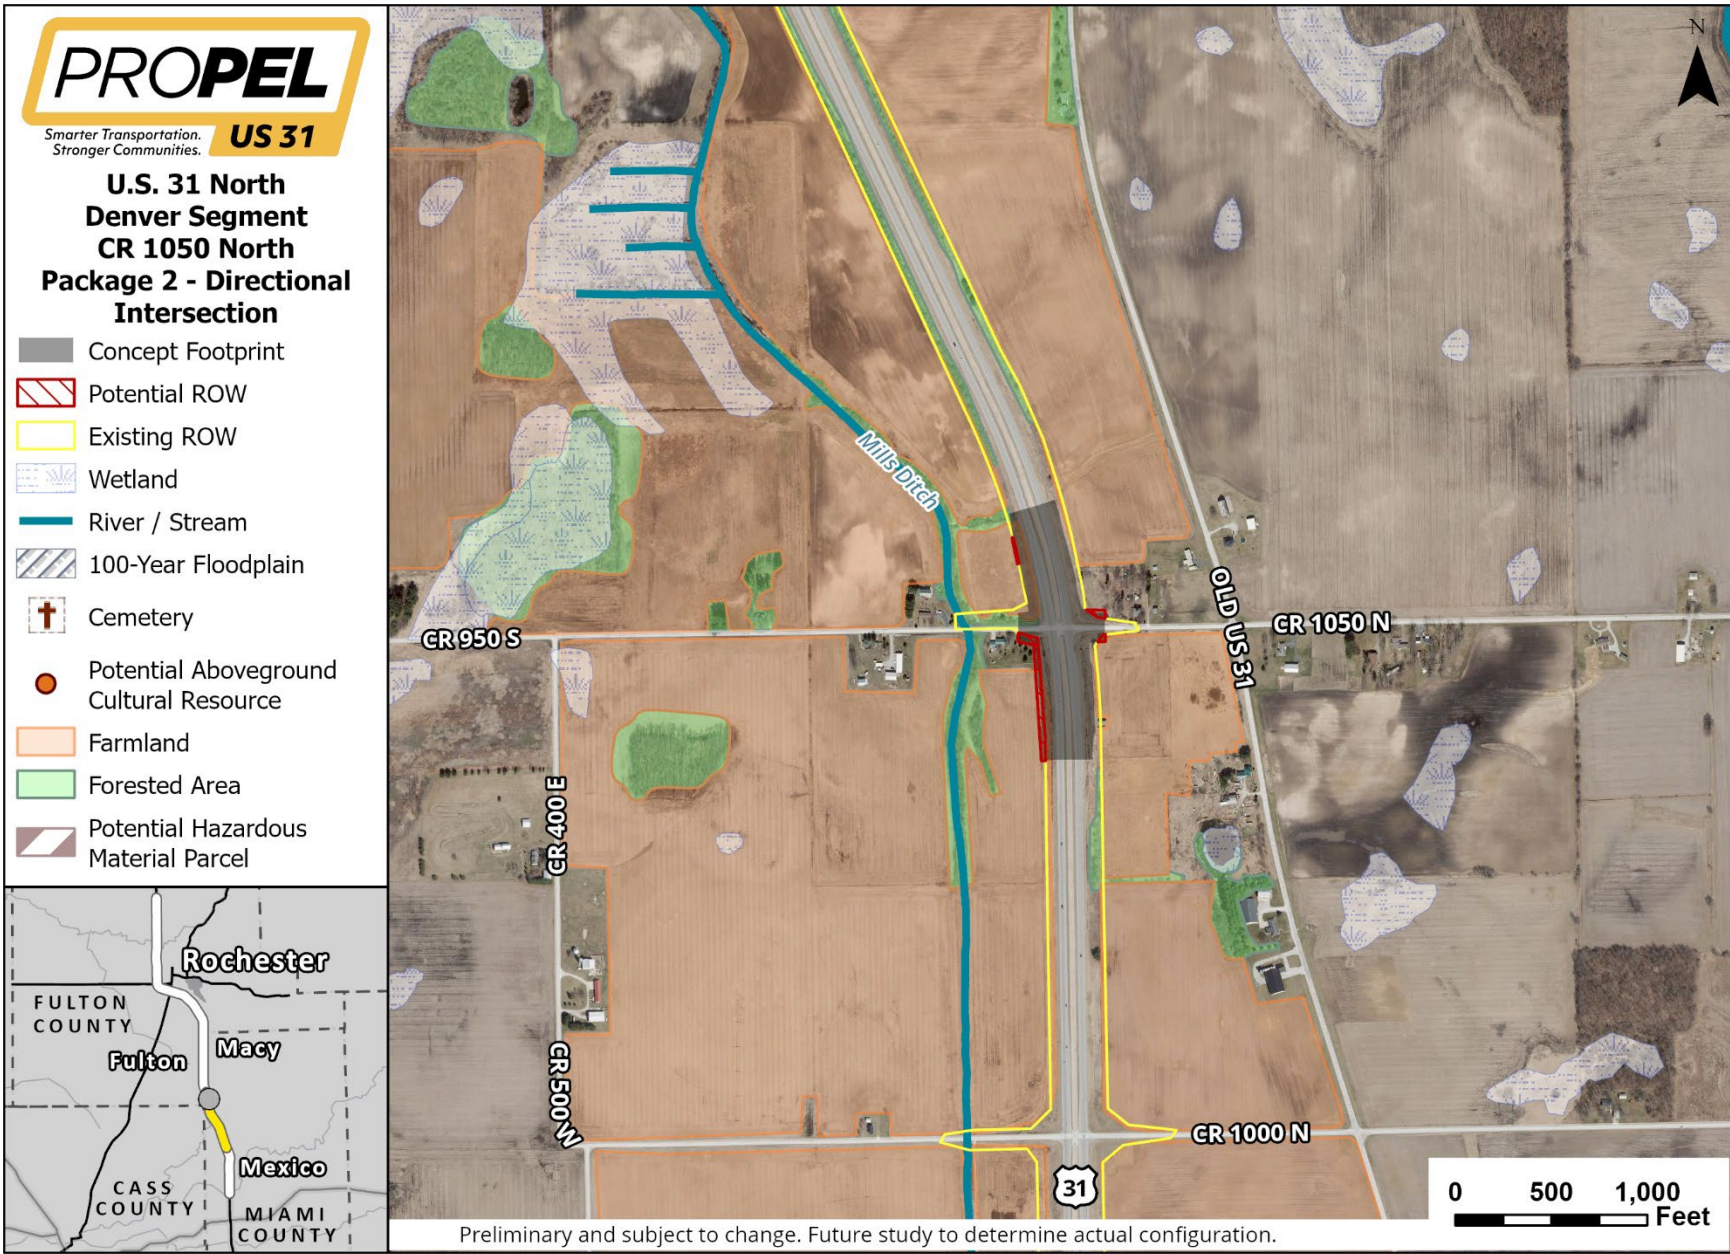 PROPEL
Smarter Transportation.
Stronger Communities.
US 31
U.S. 31 North
Denver Segment
CR 1050 North
Package 2 - Directional
Intersection
Concept Footprint
Potential ROW
Existing ROW
Wetland
River / Stream
100-Year Floodplain
Cemetery
Potential Aboveground
Cultural Resource
Farmland
Forested Area
Potential Hazardous
Material Parcel
Rochester
FULTON
COUNTY
Fulton
Macy
Mexico
CASS
COUNTY
MIAMI
COUNTY
N
Mills Ditch
OLD US 31
CR 950 S
CR 1050 N
CR 400 E
CR 500 W
CR 1000 N
31
0 500 1,000
Feet
Preliminary and subject to change. Future study to determine actual configuration.